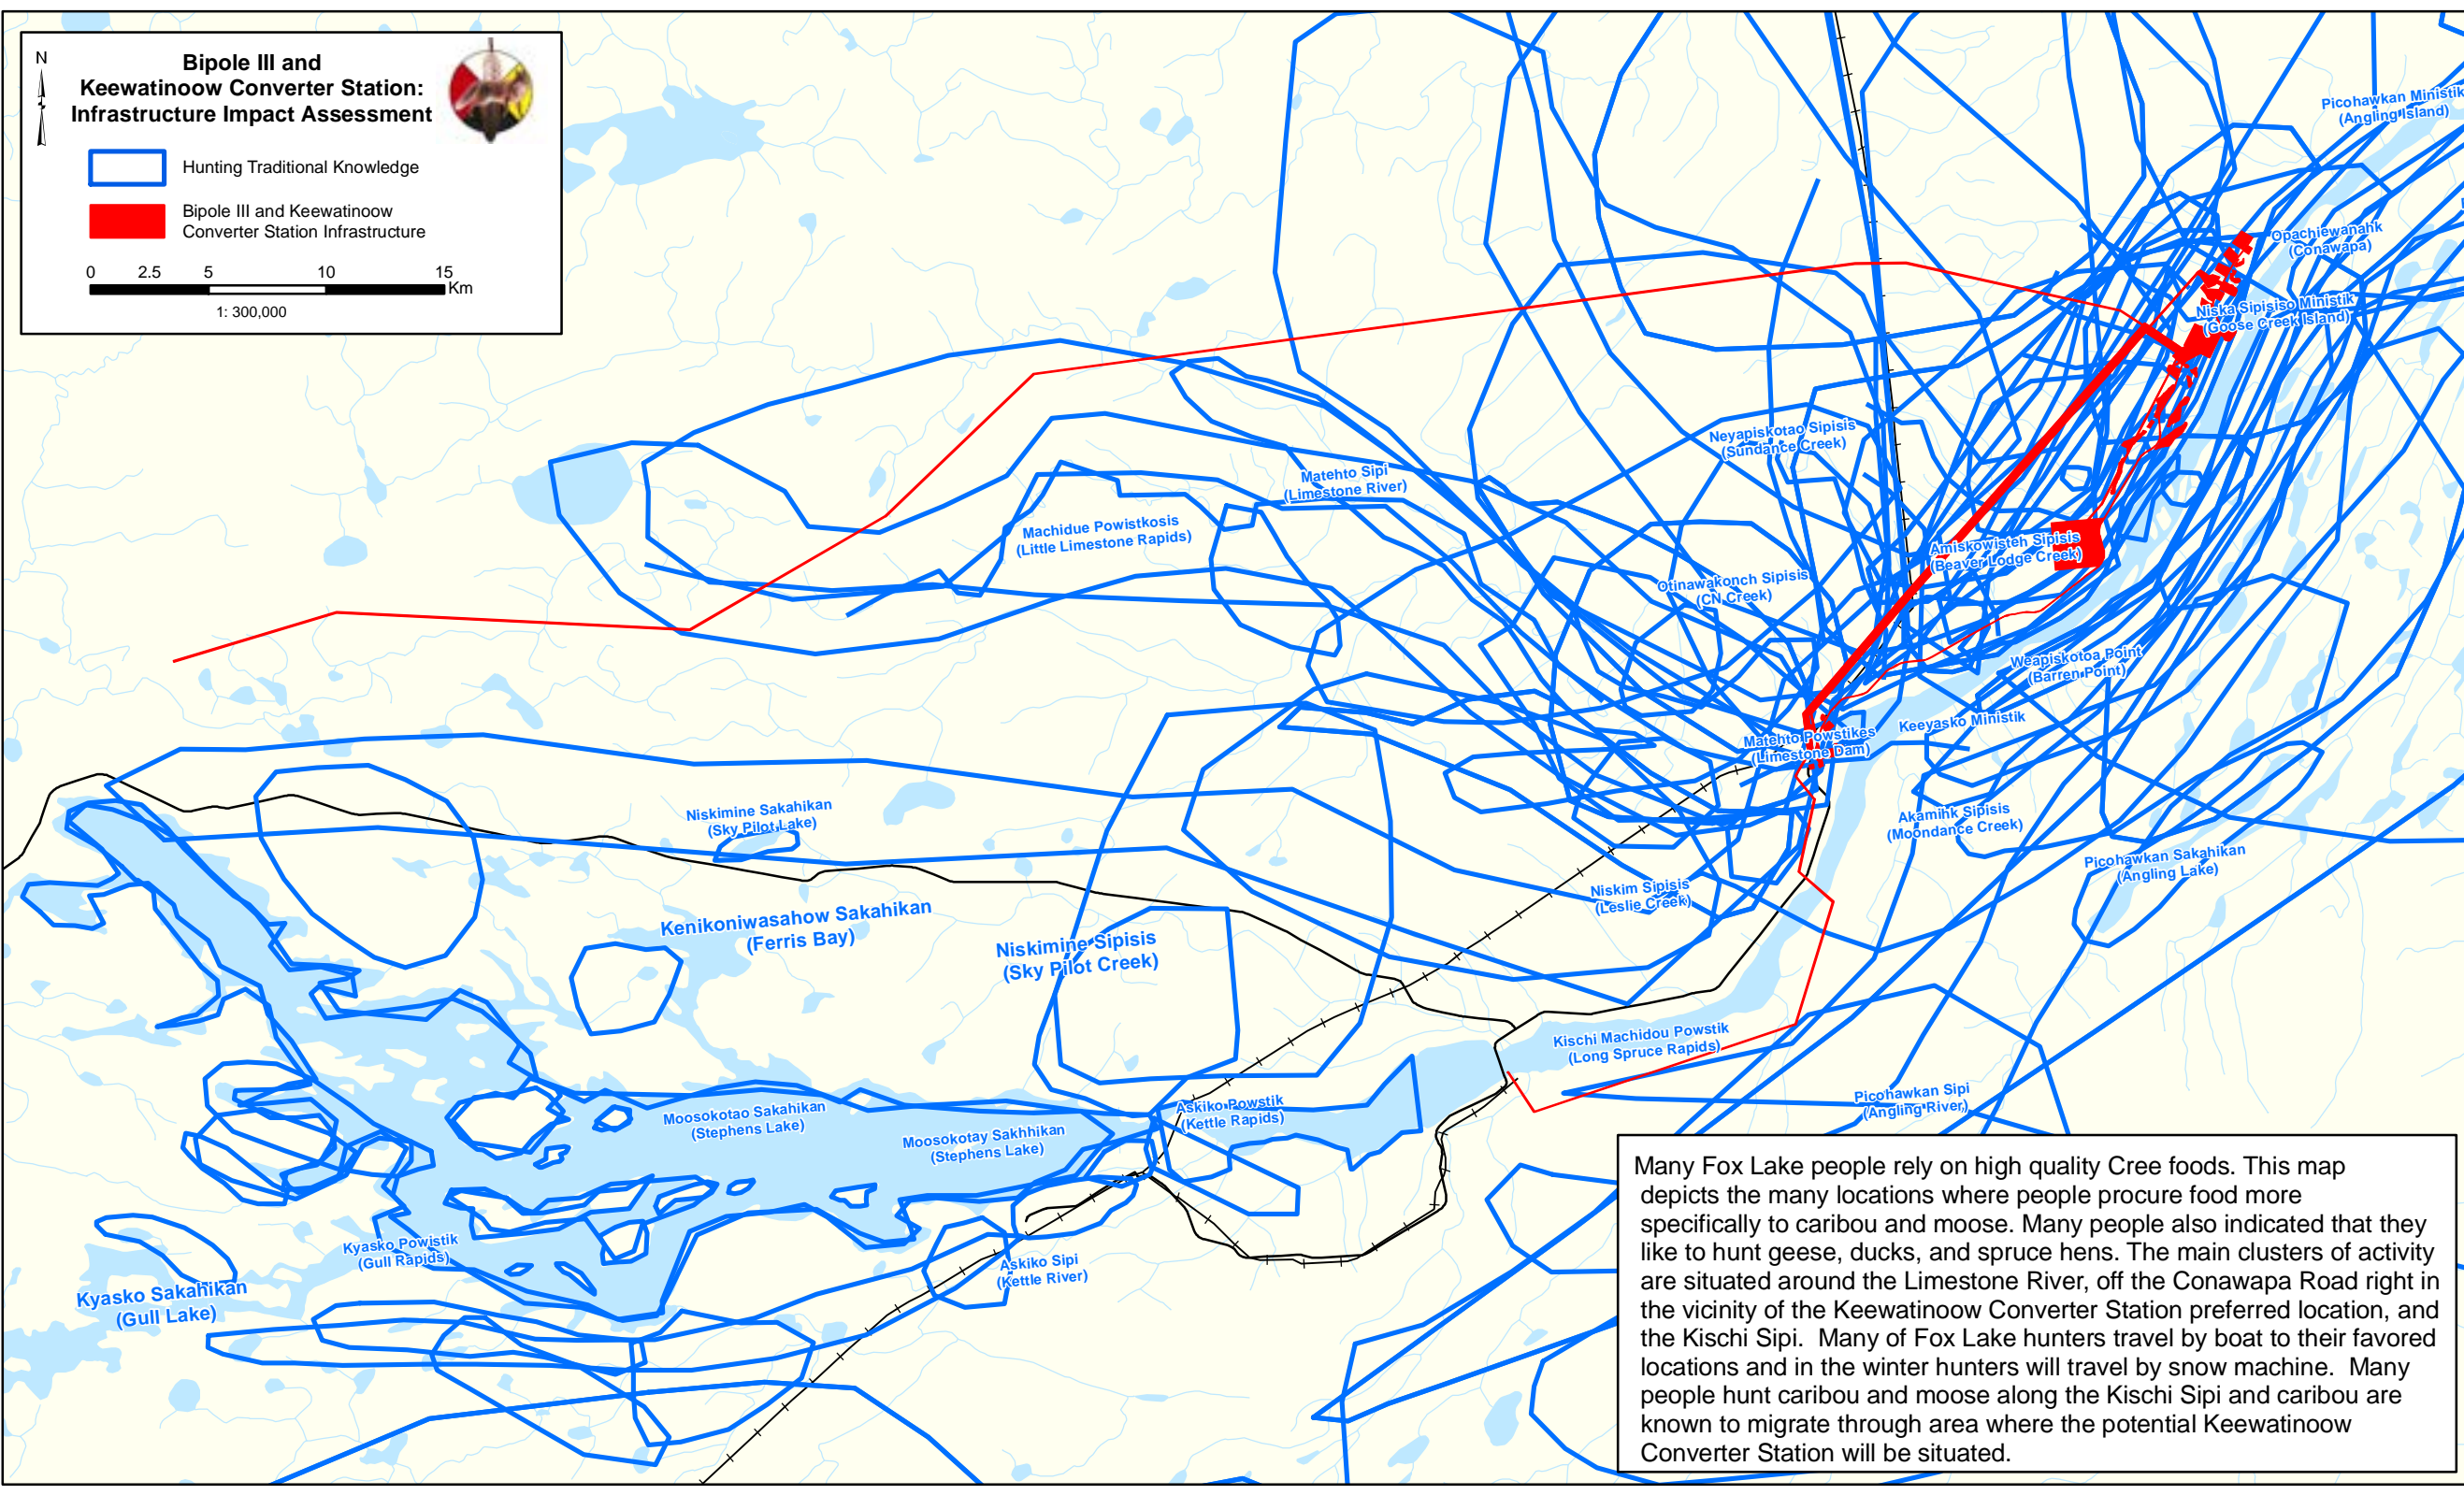 N
Bipole III and
Keewatinoow Converter Station:
Infrastructure Impact Assessment
Hunting Traditional Knowledge
Bipole III and Keewatinoow
Converter Station Infrastructure
0 2.5 5 10 15
Km
1: 300,000
Picohawkan Ministik
(Angling Island)
Opachiewanahk
(Conawapa)
Niska Sipisiso Ministik
(Goose Creek Island)
Neyapiskotao Sipisis
(Sundance Creek)
Matehto Sipi
(Limestone River)
Machidue Powistkosis
(Little Limestone Rapids)
Amiskowisteh Sipisis
(Beaver Lodge Creek)
Otinawakonch Sipisis
(CN Creek)
Weapiskotoa Point
(Barren Point)
Keeyasko Ministik
Matehto Powstikes
(Limestone Dam)
Akamihk Sipisis
(Moondance Creek)
Niskimine Sakahikan
(Sky Pilot Lake)
Picohawkan Sakahikan
(Angling Lake)
Niskim Sipisis
(Leslie Creek)
Kenikoniwasahow Sakahikan
(Ferris Bay)
Niskimine Sipisis
(Sky Pilot Creek)
Kischi Machidou Powstik
(Long Spruce Rapids)
Picohawkan Sipi
(Angling River)
Askiko Powstik
(Kettle Rapids)
Moosokotao Sakahikan
(Stephens Lake)
Moosokotay Sakhhikan
(Stephens Lake)
Kyasko Powistik
(Gull Rapids)
Askiko Sipi
(Kettle River)
Kyasko Sakahikan
(Gull Lake)
Many Fox Lake people rely on high quality Cree foods. This map
depicts the many locations where people procure food more
specifically to caribou and moose. Many people also indicated that they
like to hunt geese, ducks, and spruce hens. The main clusters of activity
are situated around the Limestone River, off the Conawapa Road right in
the vicinity of the Keewatinoow Converter Station preferred location, and
the Kischi Sipi.  Many of Fox Lake hunters travel by boat to their favored
locations and in the winter hunters will travel by snow machine.  Many
people hunt caribou and moose along the Kischi Sipi and caribou are
known to migrate through area where the potential Keewatinoow
Converter Station will be situated.